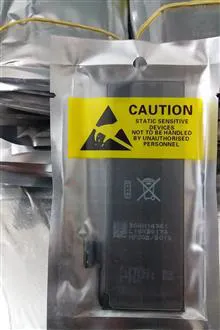 CAUTION
STATIC SENSITIVE
DEVICES
NOT TO BE HANDLED
BY UNAUTHORISED
PERSONNEL